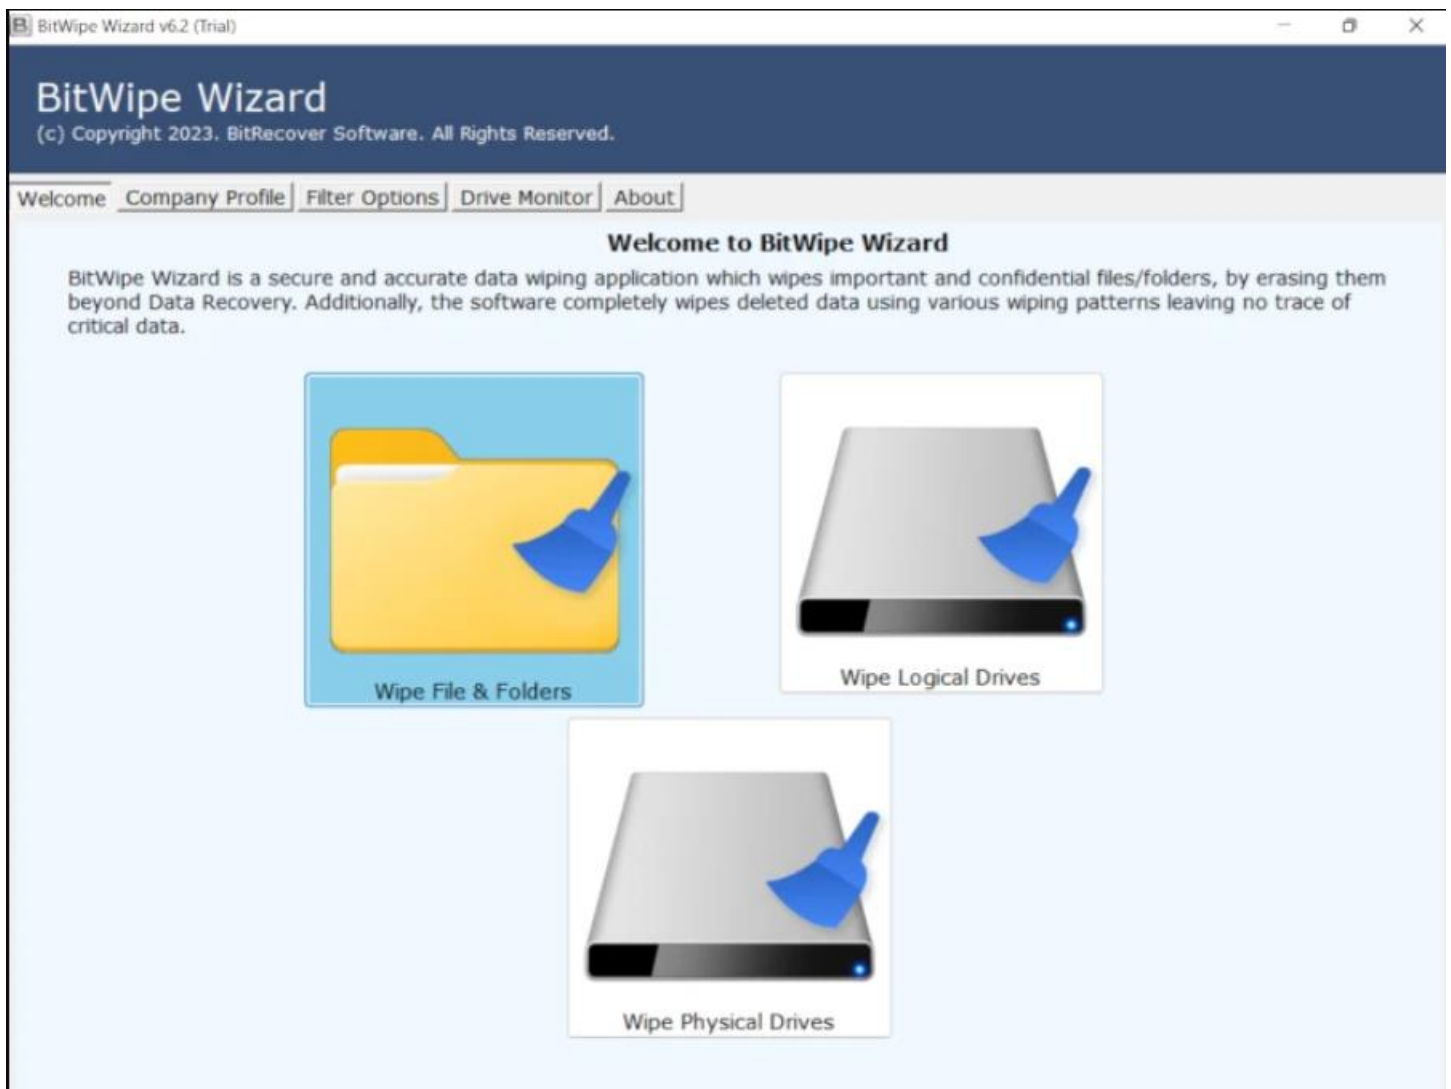 BitWipe Wizard v6.2 (Trial)
BitWipe Wizard
(c) Copyright 2023. BitRecover Software. All Rights Reserved.
Welcome Company Profile Filter Options Drive Monitor About
Welcome to BitWipe Wizard
BitWipe Wizard is a secure and accurate data wiping application which wipes important and confidential files/folders, by erasing them
beyond Data Recovery. Additionally, the software completely wipes deleted data using various wiping patterns leaving no trace of
critical data.
Wipe File & Folders
Wipe Logical Drives
Wipe Physical Drives